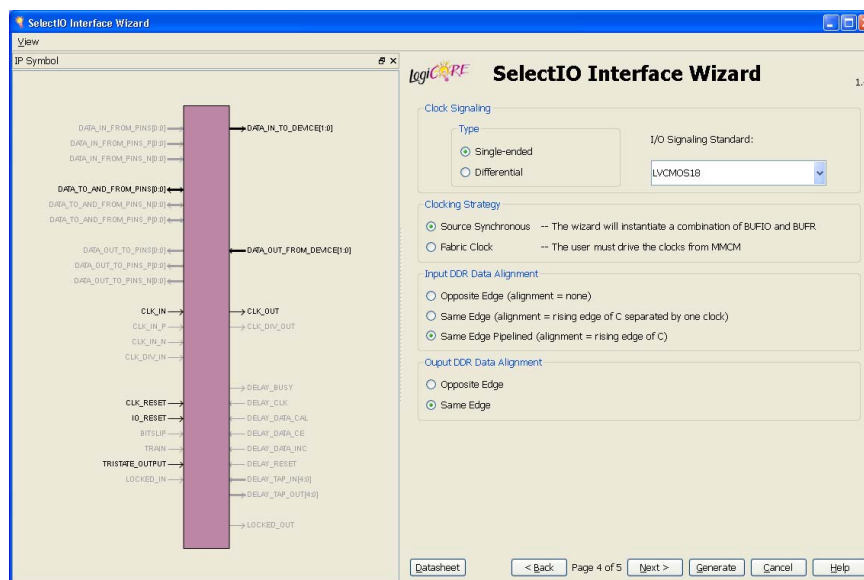 SelectIO Interface Wizard
View
IP Symbol
DATA_IN_FROM_PINS[0:0]
DATA_IN_FROM_PINS_P[0:0]
DATA_IN_FROM_PINS_N[0:0]
DATA_TO_AND_FROM_PINS[0:0]
DATA_TO_AND_FROM_PINS_N[0:0]
DATA_TO_AND_FROM_PINS_P[0:0]
DATA_OUT_TO_PINS[0:0]
DATA_OUT_TO_PINS_P[0:0]
DATA_OUT_TO_PINS_N[0:0]
CLK_IN
CLK_IN_P
CLK_IN_N
CLK_DIV_IN
CLK_RESET
IO_RESET
BITSLIP
TRAIN
TRISTATE_OUTPUT
LOCKED_IN
DATA_IN_TO_DEVICE[1:0]
DATA_OUT_FROM_DEVICE[1:0]
CLK_OUT
CLK_DIV_OUT
DELAY_BUSY
DELAY_CLK
DELAY_DATA_CAL
DELAY_DATA_CE
DELAY_DATA_INC
DELAY_RESET
DELAY_TAP_IN[4:0]
DELAY_TAP_OUT[4:0]
LOCKED_OUT
LogiCORE
SelectIO Interface Wizard
1.
Clock Signaling
Type
Single-ended
Differential
I/O Signaling Standard:
LVCMOS18
Clocking Strategy
Source Synchronous -- The wizard will instantiate a combination of BUFIO and BUFR
Fabric Clock -- The user must drive the clocks from MMCM
Input DDR Data Alignment
Opposite Edge (alignment = none)
Same Edge (alignment = rising edge of C separated by one clock)
Same Edge Pipelined (alignment = rising edge of C)
Ouput DDR Data Alignment
Opposite Edge
Same Edge
Datasheet
< Back Page 4 of 5 Next > Generate Cancel Help